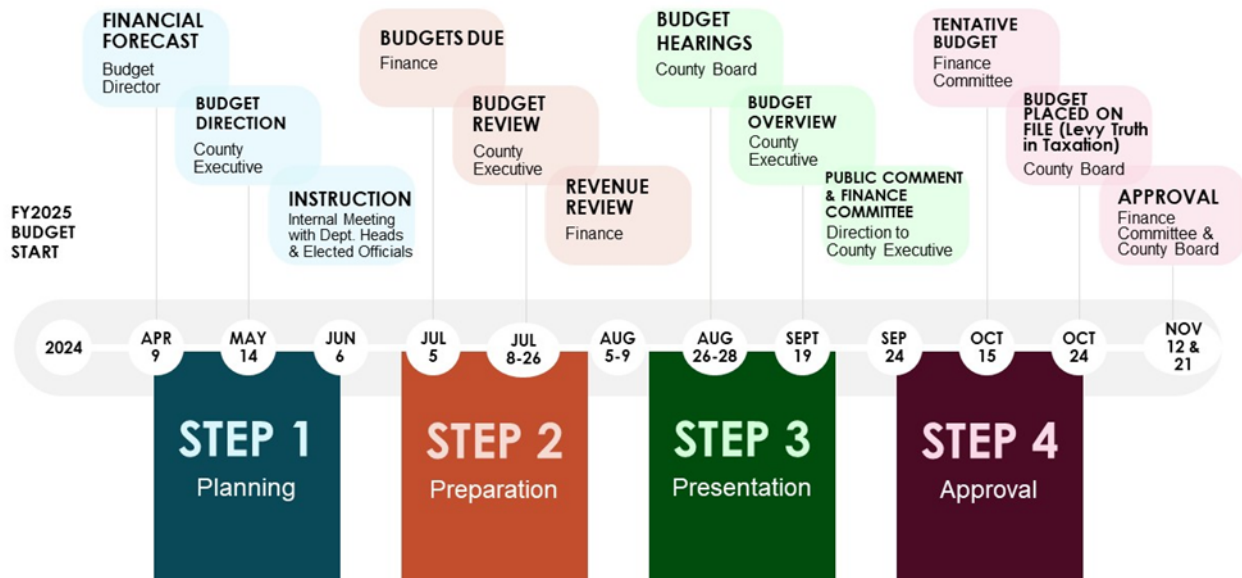 FINANCIAL
FORECAST
Budget
Director
BUDGET
DIRECTION
County
Executive
INSTRUCTION
Internal Meeting
with Dept. Heads
& Elected Officials
BUDGETS DUE
Finance
BUDGET
REVIEW
County
Executive
REVENUE
REVIEW
Finance
BUDGET
HEARINGS
County Board
BUDGET
OVERVIEW
County
Executive
PUBLIC COMMENT
& FINANCE
COMMITTEE
Direction to
County Executive
TENTATIVE
BUDGET
Finance
Committee
BUDGET
PLACED ON
FILE (Levy Truth
in Taxation)
County Board
APPROVAL
Finance
Committee &
County Board
FY2025
BUDGET
START
2024
APR
9
MAY
14
JUN
6
JUL
5
JUL
8-26
AUG
5-9
AUG
26-28
SEPT
19
SEP
24
OCT
15
OCT
24
NOV
12 &
21
STEP 1
Planning
STEP 2
Preparation
STEP 3
Presentation
STEP 4
Approval